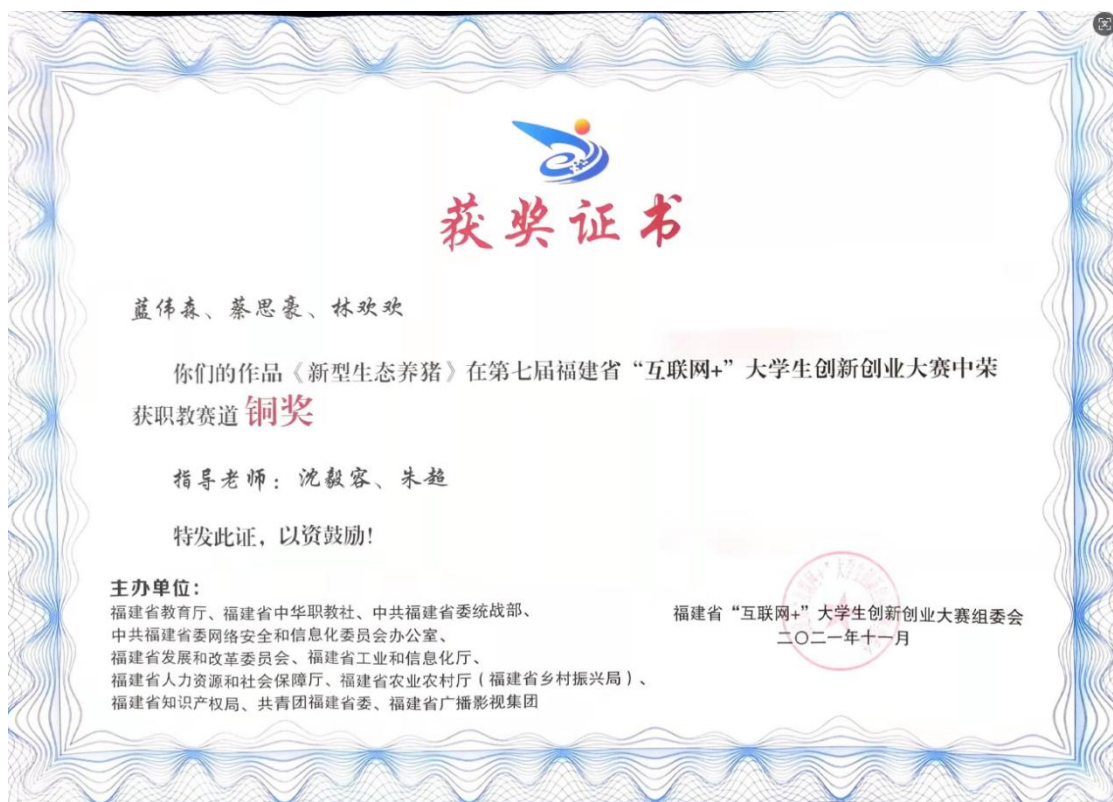 获奖证书
蓝伟森、蔡思豪、林欢欢
你们的作品《新型生态养猪》在第七届福建省“互联网+”大学生创新创业大赛中荣
获职教赛道 铜奖
指导老师：沈毅容、朱超
特发此证，以资鼓励！
主办单位：
福建省教育厅、福建省中华职教社、中共福建省委统战部、
中共福建省委网络安全和信息化委员会办公室、
福建省发展和改革委员会、福建省工业和信息化厅、
福建省人力资源和社会保障厅、福建省农业农村厅（福建省乡村振兴局）、
福建省知识产权局、共青团福建省委、福建省广播影视集团
福建省“互联网+”大学生创新创业大赛组委会
二〇二一年十一月